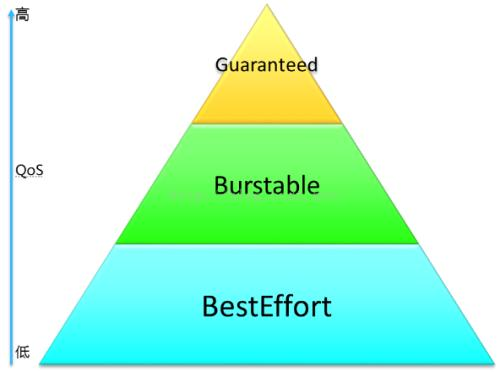 高
Guaranteed
QoS
Burstable
BestEffort
低